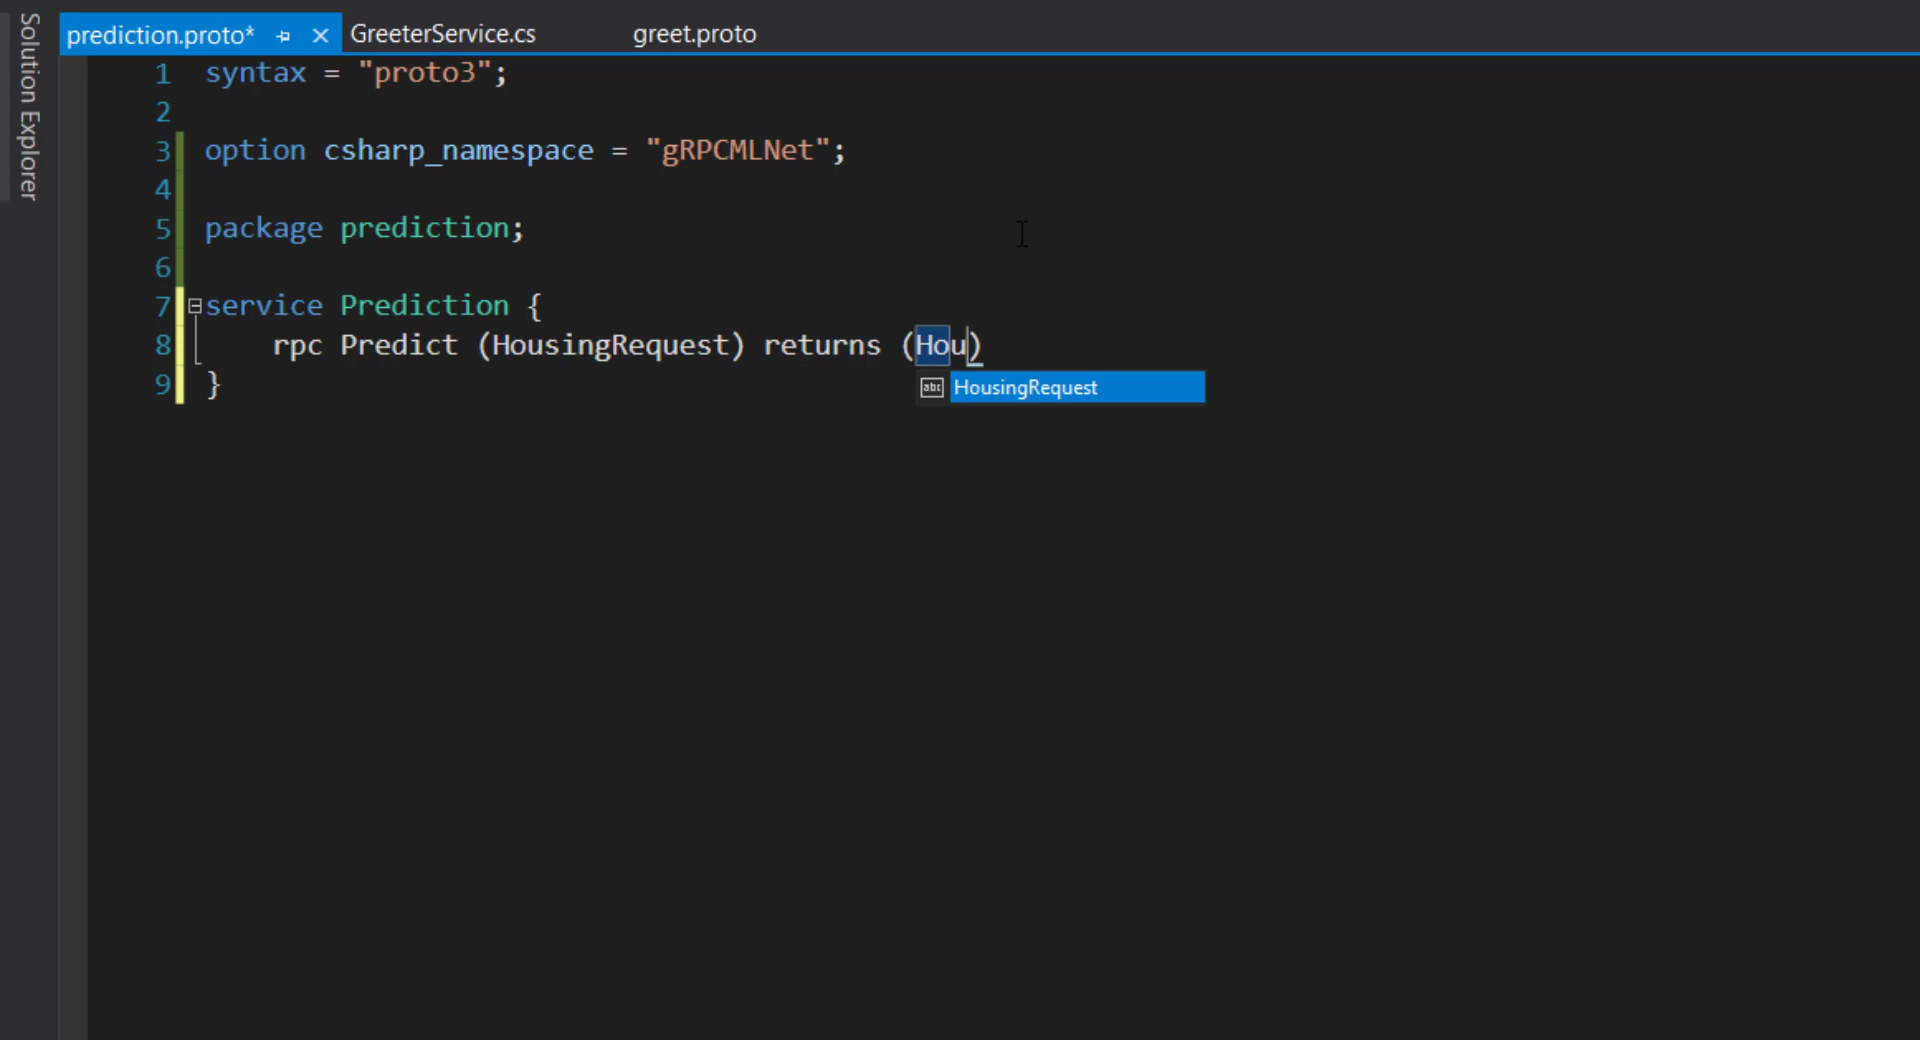 Solution Explorer
prediction.proto* GreeterService.cs greet.proto
1 syntax = "proto3";
2
3 option csharp_namespace = "gRPCMLNet";
4
5 package prediction;
6
7 service Prediction {
8 rpc Predict (HousingRequest) returns (Hou)
9 }
abc HousingRequest